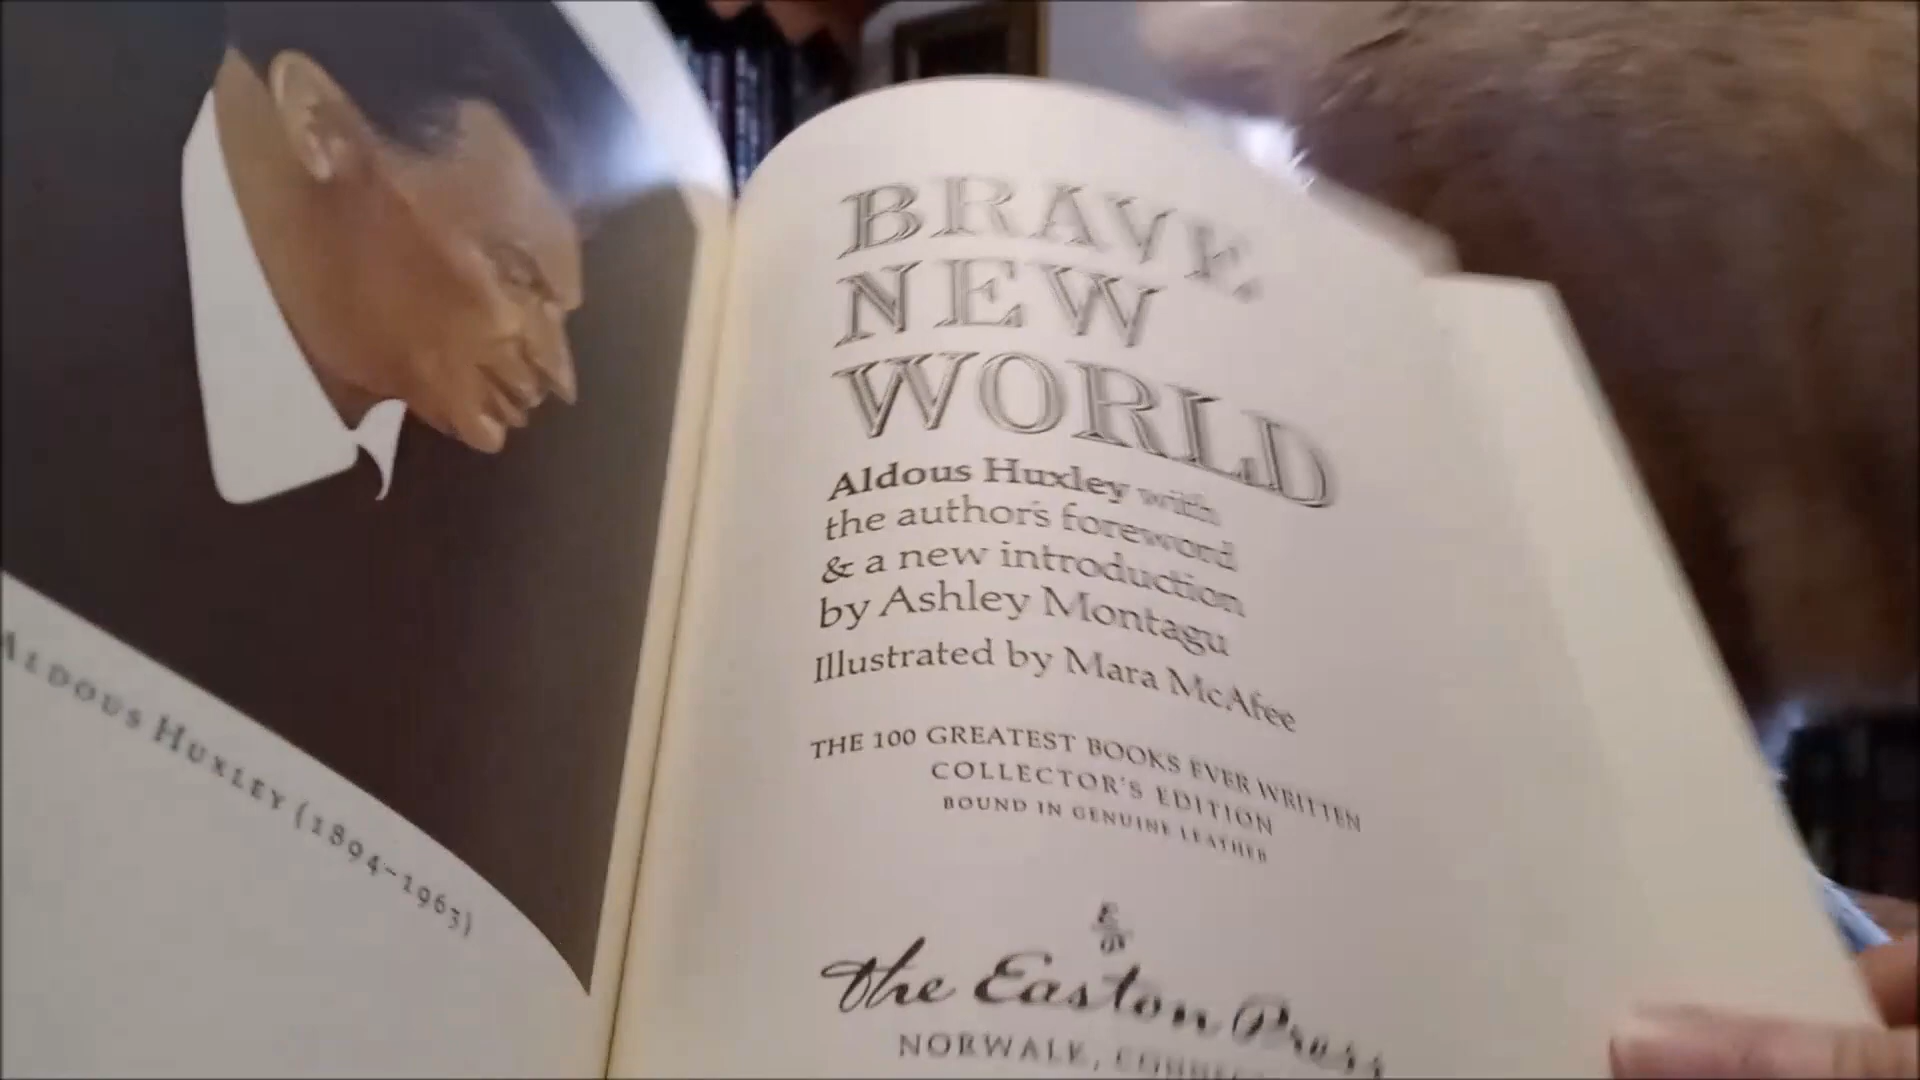 ALDOUS HUXLEY (1894-1963)
BRAVE
NEW
WORLD
Aldous Huxley with
the author's foreword
& a new introduction
by Ashley Montagu
Illustrated by Mara McAfee
THE 100 GREATEST BOOKS EVER WRITTEN
COLLECTOR'S EDITION
BOUND IN GENUINE LEATHER
The Easton Press
NORWALK,